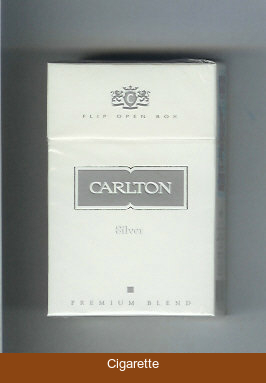 C
FLIP OPEN BOX
CARLTON
Silver
PREMIUM BLEND
Cigarette